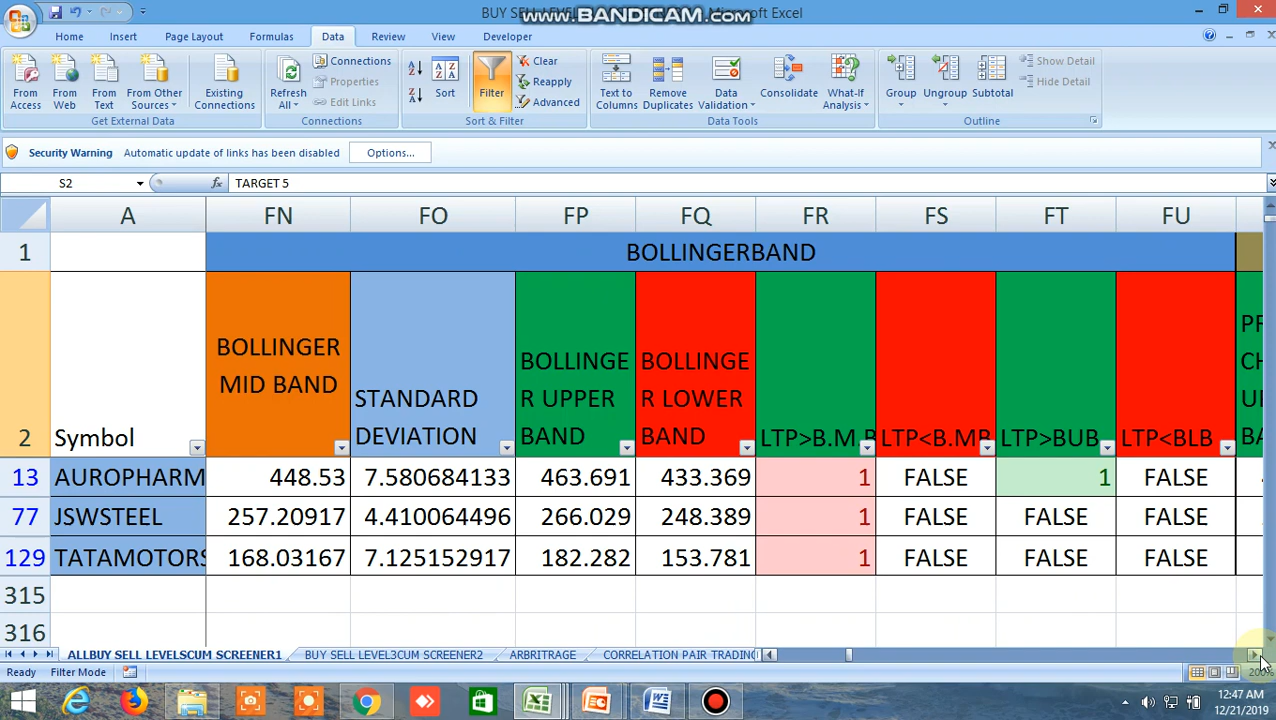 BUY SELL LEVEL
www.BANDICAM.com
Microsoft Excel
Home Insert Page Layout Formulas Data Review View Developer
From Access
From Web
From Text
From Other Sources
Existing Connections
Get External Data
Refresh All
Connections
Properties
Edit Links
Connections
Sort
Filter
Clear
Reapply
Advanced
Sort & Filter
Text to Columns
Remove Duplicates
Data Validation
Consolidate
What-If Analysis
Data Tools
Group
Ungroup
Subtotal
Show Detail
Hide Detail
Outline
Security Warning Automatic update of links has been disabled Options...
S2 fx TARGET 5
A FN FO FP FQ FR FS FT FU
1 BOLLINGERBAND
2 Symbol
BOLLINGER
MID BAND
STANDARD
DEVIATION
BOLLINGE
R UPPER
BAND
BOLLINGE
R LOWER
BAND
LTP>B.M
LTP<B.MB
LTP>BUB
LTP<BLB
13 AUROPHARM 448.53 7.580684133 463.691 433.369 1 FALSE 1 FALSE
77 JSWSTEEL 257.20917 4.410064496 266.029 248.389 1 FALSE FALSE FALSE
129 TATAMOTORS 168.03167 7.125152917 182.282 153.781 1 FALSE FALSE FALSE
315
316
ALLBUY SELL LEVELSCUM SCREENER1 BUY SELL LEVEL3CUM SCREENER2 ARBITRAGE CORRELATION PAIR TRADING
Ready Filter Mode 200%
12:47 AM
12/21/2019